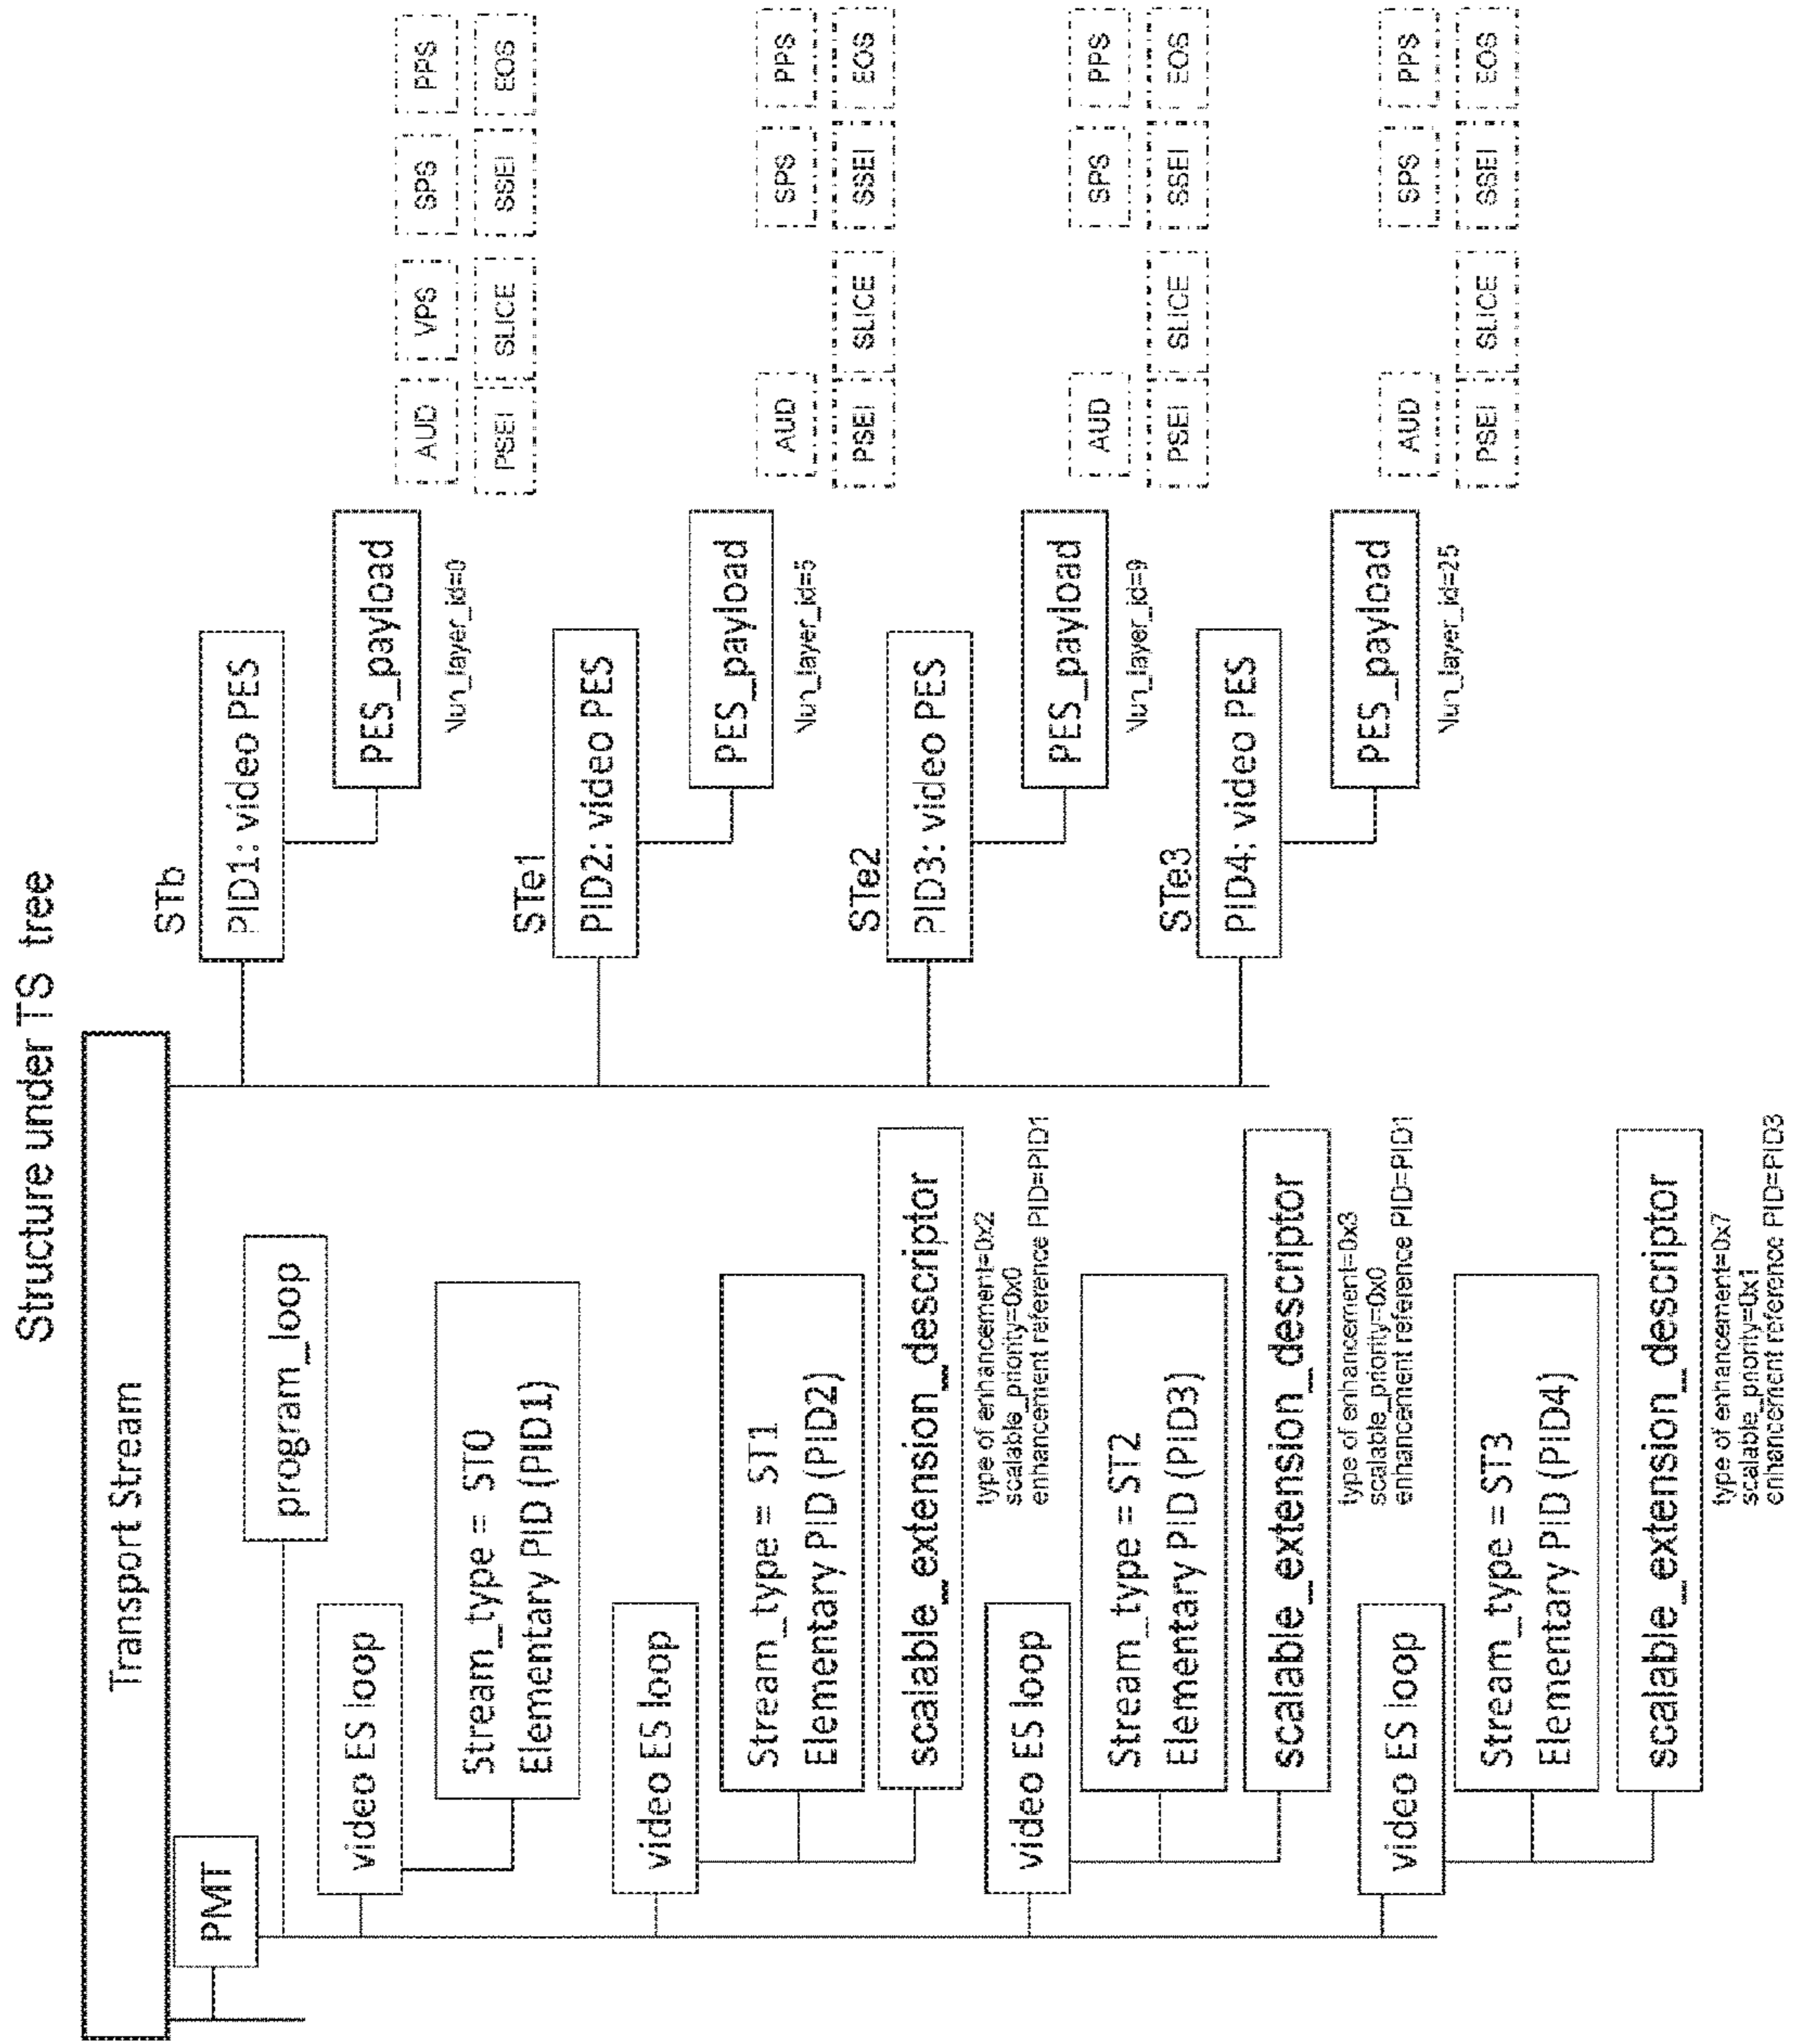 Structure under TS tree
Transport Stream
PMT
program_loop
video ES loop
Stream_type = ST0
Elementary PID (PID1)
video ES loop
Stream_type = ST1
Elementary PID (PID2)
scalable_extension_descriptor
type of enhancement=0x2
scalable_priority=0x0
enhancement reference PID=PID1
video ES loop
Stream_type = ST2
Elementary PID (PID3)
scalable_extension_descriptor
type of enhancement=0x3
scalable_priority=0x0
enhancement reference PID=PID1
video ES loop
Stream_type = ST3
Elementary PID (PID4)
scalable_extension_descriptor
type of enhancement=0x7
scalable_priority=0x1
enhancement reference PID=PID3
STb
PID1: video PES
PES_payload
Nun_layer_id=0
AUD VPS SPS PPS
PSEI SLICE SSEI EOS
STe1
PID2: video PES
PES_payload
Nun_layer_id=5
AUD SPS PPS
PSEI SLICE SSEI EOS
STe2
PID3: video PES
PES_payload
Nun_layer_id=9
AUD SPS PPS
PSEI SLICE SSEI EOS
STe3
PID4: video PES
PES_payload
Nun_layer_id=25
AUD SPS PPS
PSEI SLICE SSEI EOS